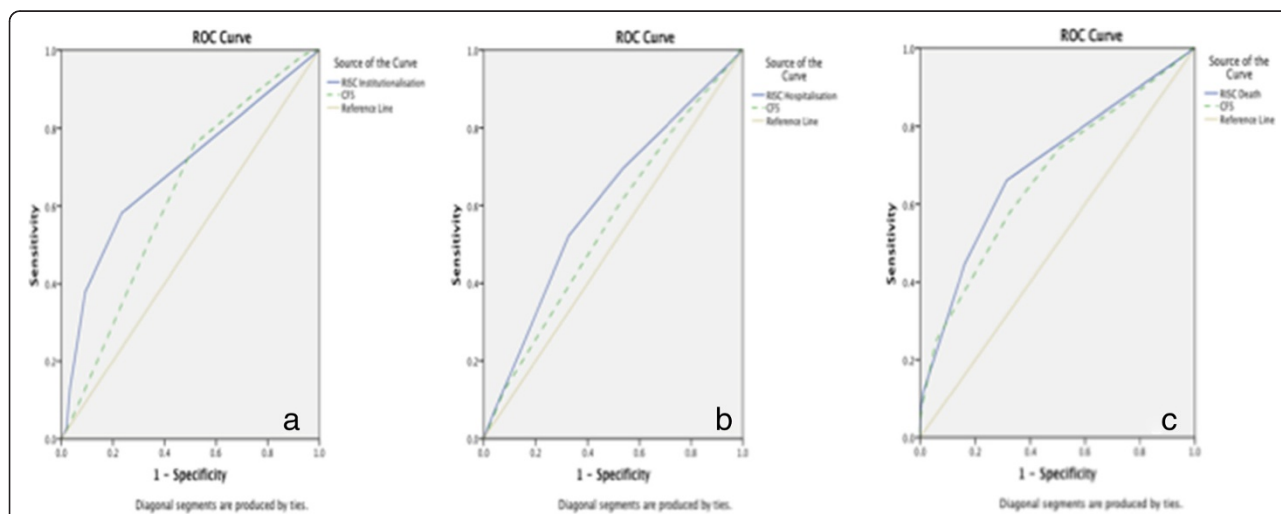 ROC Curve
Source of the Curve
RISC Institutionalisation
CFS
Reference Line
1.0
0.8
0.6
0.4
0.2
0.0
Sensitivity
0.0 0.2 0.4 0.6 0.8 1.0
1 - Specificity
Diagonal segments are produced by ties.
a
ROC Curve
Source of the
Curve
RISC Hospitalisation
CFS
Reference Line
1.0
0.8
0.6
0.4
0.2
0.0
Sensitivity
0.0 0.2 0.4 0.6 0.8 1.0
1 - Specificity
Diagonal segments are produced by ties.
b
ROC Curve
Source of the
Curve
RISC Death
CFS
Reference Line
1.0
0.8
0.6
0.4
0.2
0.0
Sensitivity
0.0 0.2 0.4 0.6 0.8 1.0
1 - Specificity
Diagonal segments are produced by ties.
c